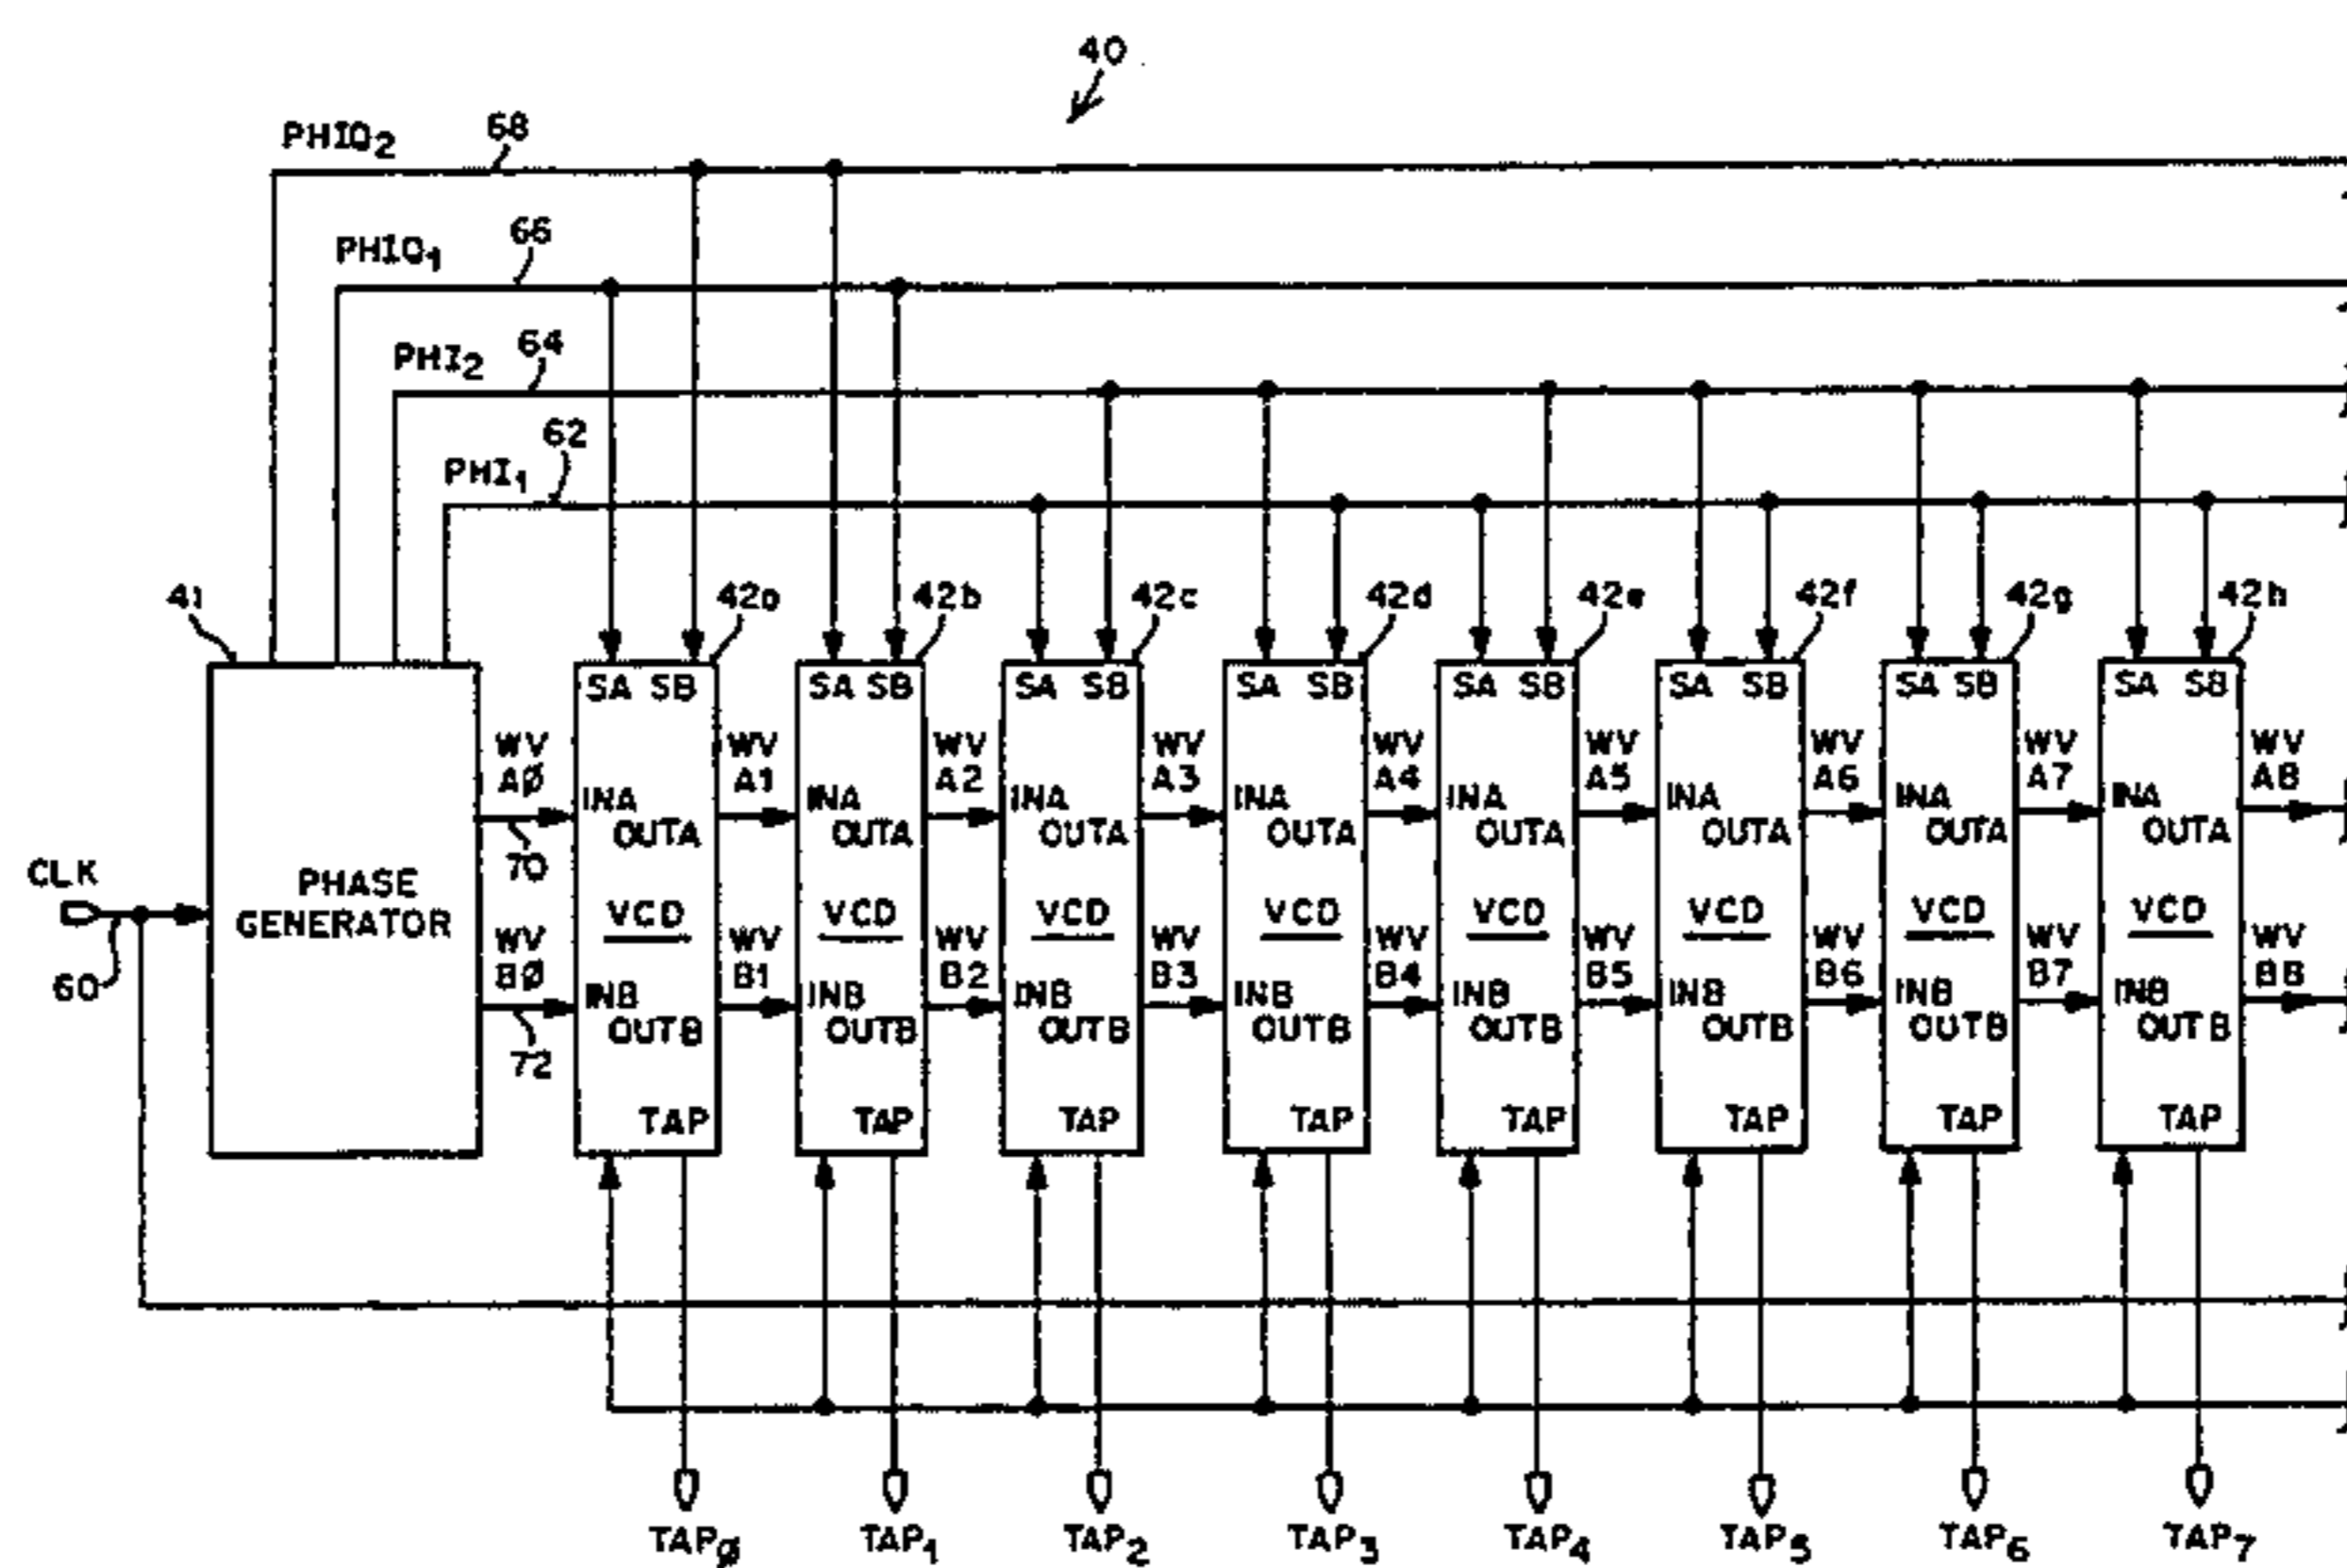 40
PHIQ2 68
PHIQ1 66
PHI2 64
PHI1 62
41 42a 42b 42c 42d 42e 42f 42g 42h
SA SB SA SB SA SB SA SB SA SB SA SB SA SB SA SB
WV WV WV WV WV WV WV WV WV
AØ A1 A2 A3 A4 A5 A6 A7 A8
INA INA INA INA INA INA INA INA
OUTA OUTA OUTA OUTA OUTA OUTA OUTA OUTA
70
CLK
PHASE
GENERATOR
VCD VCD VCD VCD VCD VCD VCD VCD
WV WV WV WV WV WV WV WV WV
BØ B1 B2 B3 B4 B5 B6 B7 B8
60
INB INB INB INB INB INB INB INB
OUTB OUTB OUTB OUTB OUTB OUTB OUTB OUTB
72
TAP TAP TAP TAP TAP TAP TAP TAP
TAPØ TAP1 TAP2 TAP3 TAP4 TAP5 TAP6 TAP7